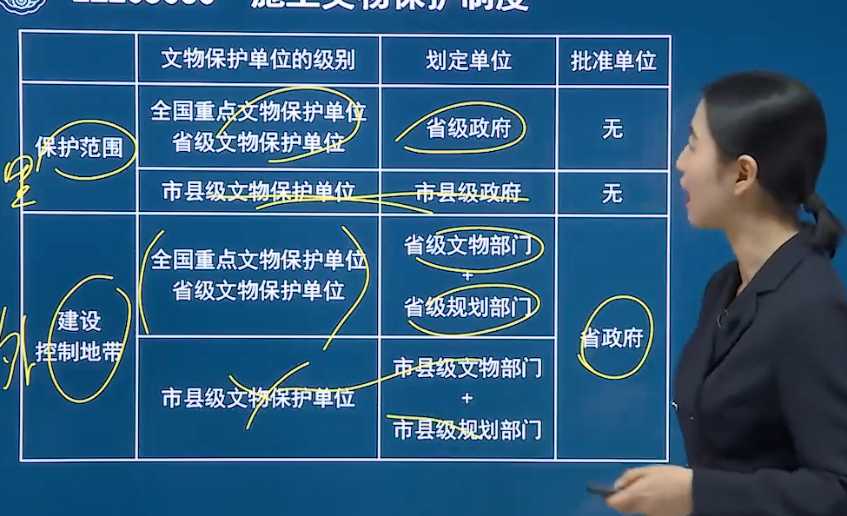 施工文物保护制度
文物保护单位的级别
划定单位
批准单位
保护范围
全国重点文物保护单位
省级文物保护单位
省级政府
无
市县级文物保护单位
市县级政府
无
里
外
建设
控制地带
全国重点文物保护单位
省级文物保护单位
省级文物部门
+
省级规划部门
省政府
市县级文物保护单位
市县级文物部门
+
市县级规划部门